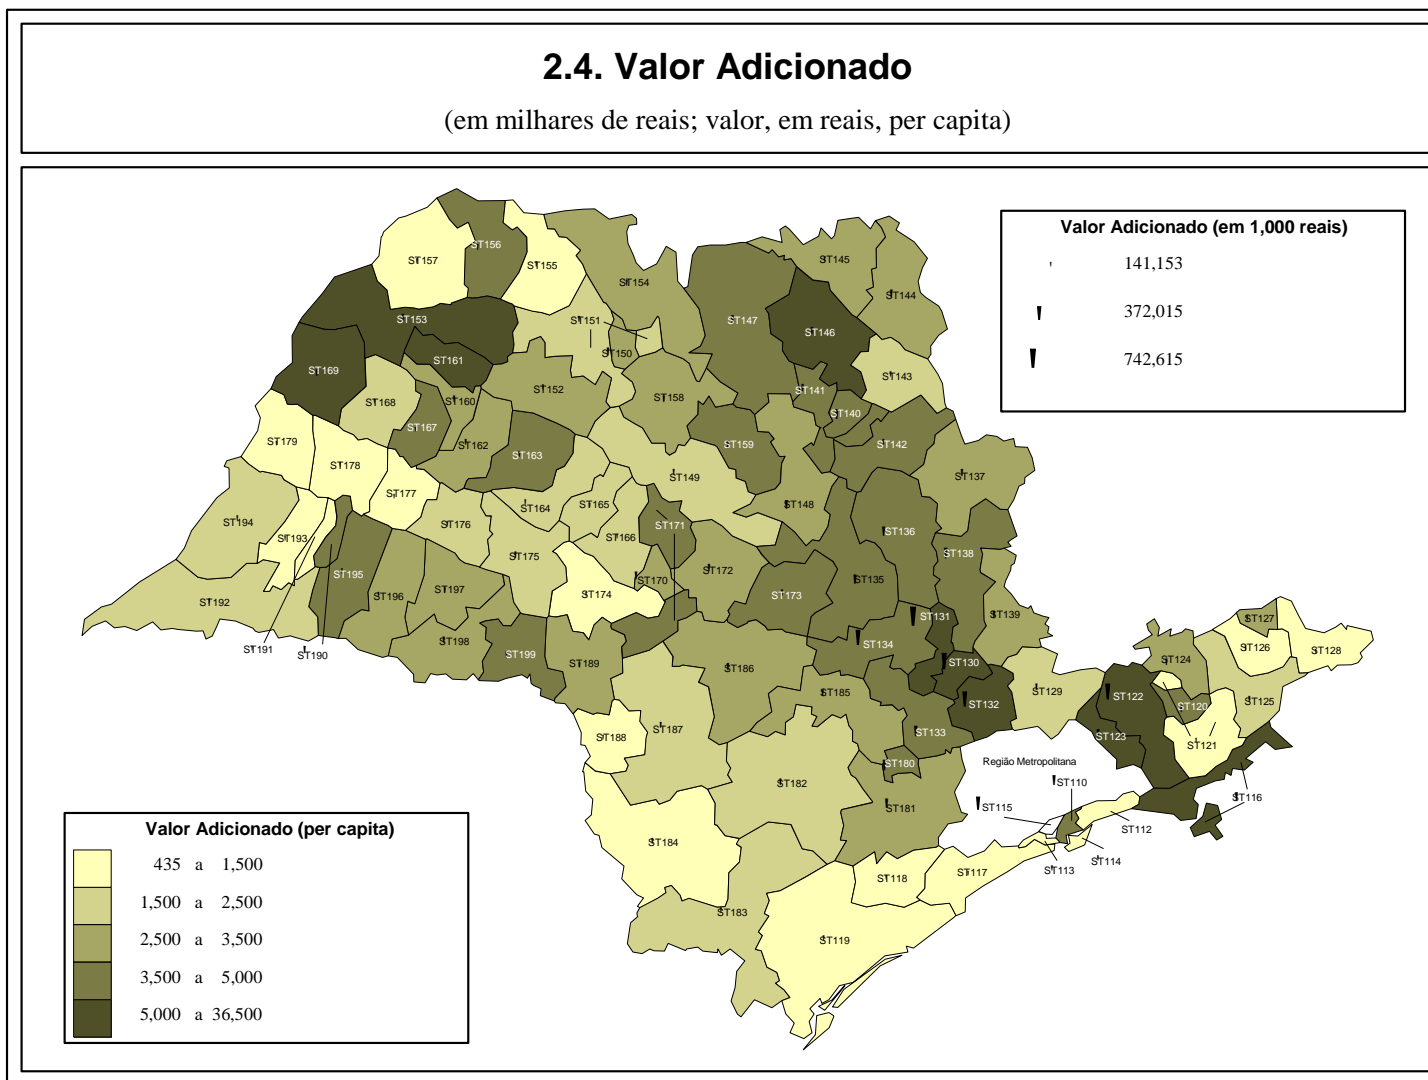 2.4. Valor Adicionado
(em milhares de reais; valor, em reais, per capita)
Valor Adicionado (em 1,000 reais)
141,153
372,015
742,615
ST156
ST157
ST155
ST154
ST145
ST144
ST153
ST151
ST147
ST146
ST150
ST161
ST169
ST143
ST152
ST141
ST168
ST160
ST158
ST140
ST167
ST179
ST162
ST159
ST142
ST163
ST178
ST149
ST137
ST177
ST164
ST165
ST148
ST194
ST176
ST171
ST136
ST193
ST166
ST175
ST138
ST195
ST172
ST170
ST135
ST197
ST196
ST174
ST173
ST192
ST139
ST131
ST127
ST198
ST134
ST191
ST190
ST199
ST189
ST186
ST130
ST124
ST126
ST128
ST185
ST129
ST122
ST132
ST120
ST125
ST187
ST188
ST133
ST123
ST121
ST180
Região Metropolitana
ST182
ST110
ST116
ST181
ST115
ST112
ST184
ST114
ST113
ST118
ST117
ST183
ST119
Valor Adicionado (per capita)
435 a 1,500
1,500 a 2,500
2,500 a 3,500
3,500 a 5,000
5,000 a 36,500